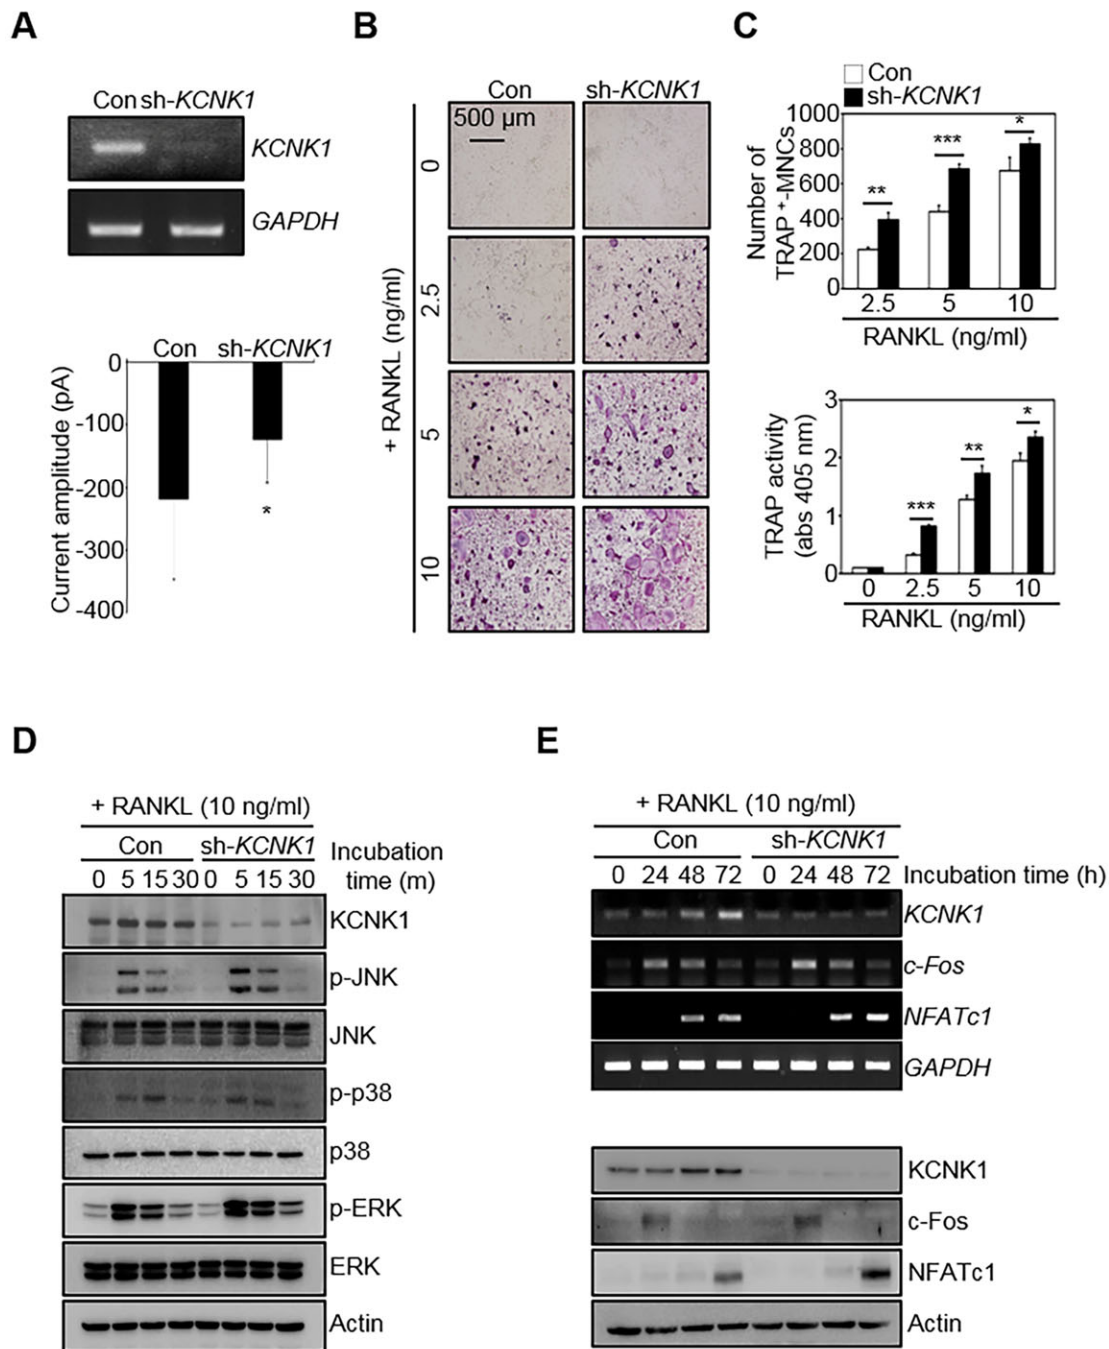 A
Con sh-KCNK1
KCNK1
GAPDH
Con sh-KCNK1
Current amplitude (pA)
0
-100
-200
-300
-400
*
B
Con sh-KCNK1
+ RANKL (ng/ml)
500 µm
0
2.5
5
10
C
Con
sh-KCNK1
Number of
TRAP+-MNCs
1000
800
600
400
200
0
** *** *
2.5 5 10
RANKL (ng/ml)
TRAP activity
(abs 405 nm)
3
2
1
0
*** ** *
0 2.5 5 10
RANKL (ng/ml)
D
+ RANKL (10 ng/ml)
Con sh-KCNK1
Incubation
time (m)
0 5 15 30 0 5 15 30
KCNK1
p-JNK
JNK
p-p38
p38
p-ERK
ERK
Actin
E
+ RANKL (10 ng/ml)
Con sh-KCNK1
0 24 48 72 0 24 48 72 Incubation time (h)
KCNK1
c-Fos
NFATc1
GAPDH
KCNK1
c-Fos
NFATc1
Actin